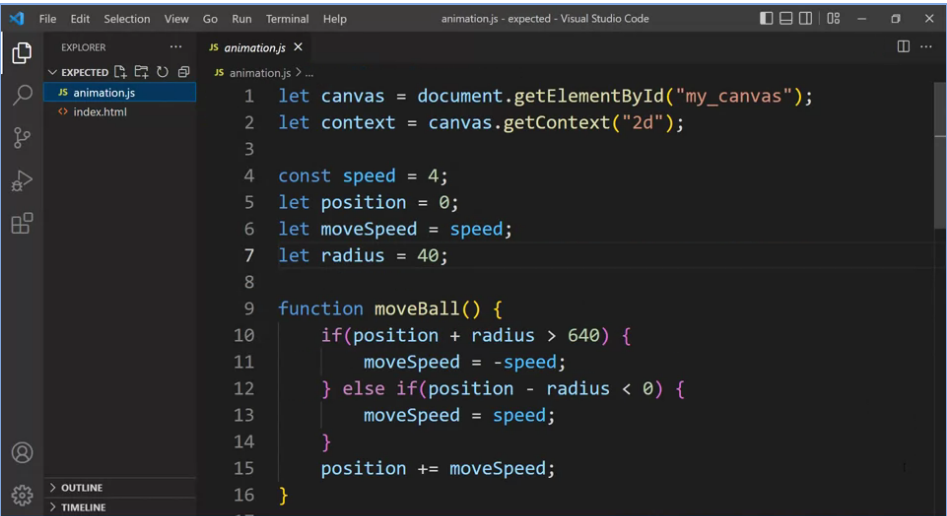 File Edit Selection View Go Run Terminal Help animation.js - expected - Visual Studio Code
EXPLORER ...
JS animation.js ×
EXPECTED
JS animation.js > ...
JS animation.js
<> index.html
1 let canvas = document.getElementById("my_canvas");
2 let context = canvas.getContext("2d");
3
4 const speed = 4;
5 let position = 0;
6 let moveSpeed = speed;
7 let radius = 40;
8
9 function moveBall() {
10 if(position + radius > 640) {
11 moveSpeed = -speed;
12 } else if(position - radius < 0) {
13 moveSpeed = speed;
14 }
15 position += moveSpeed;
16 }
OUTLINE
TIMELINE